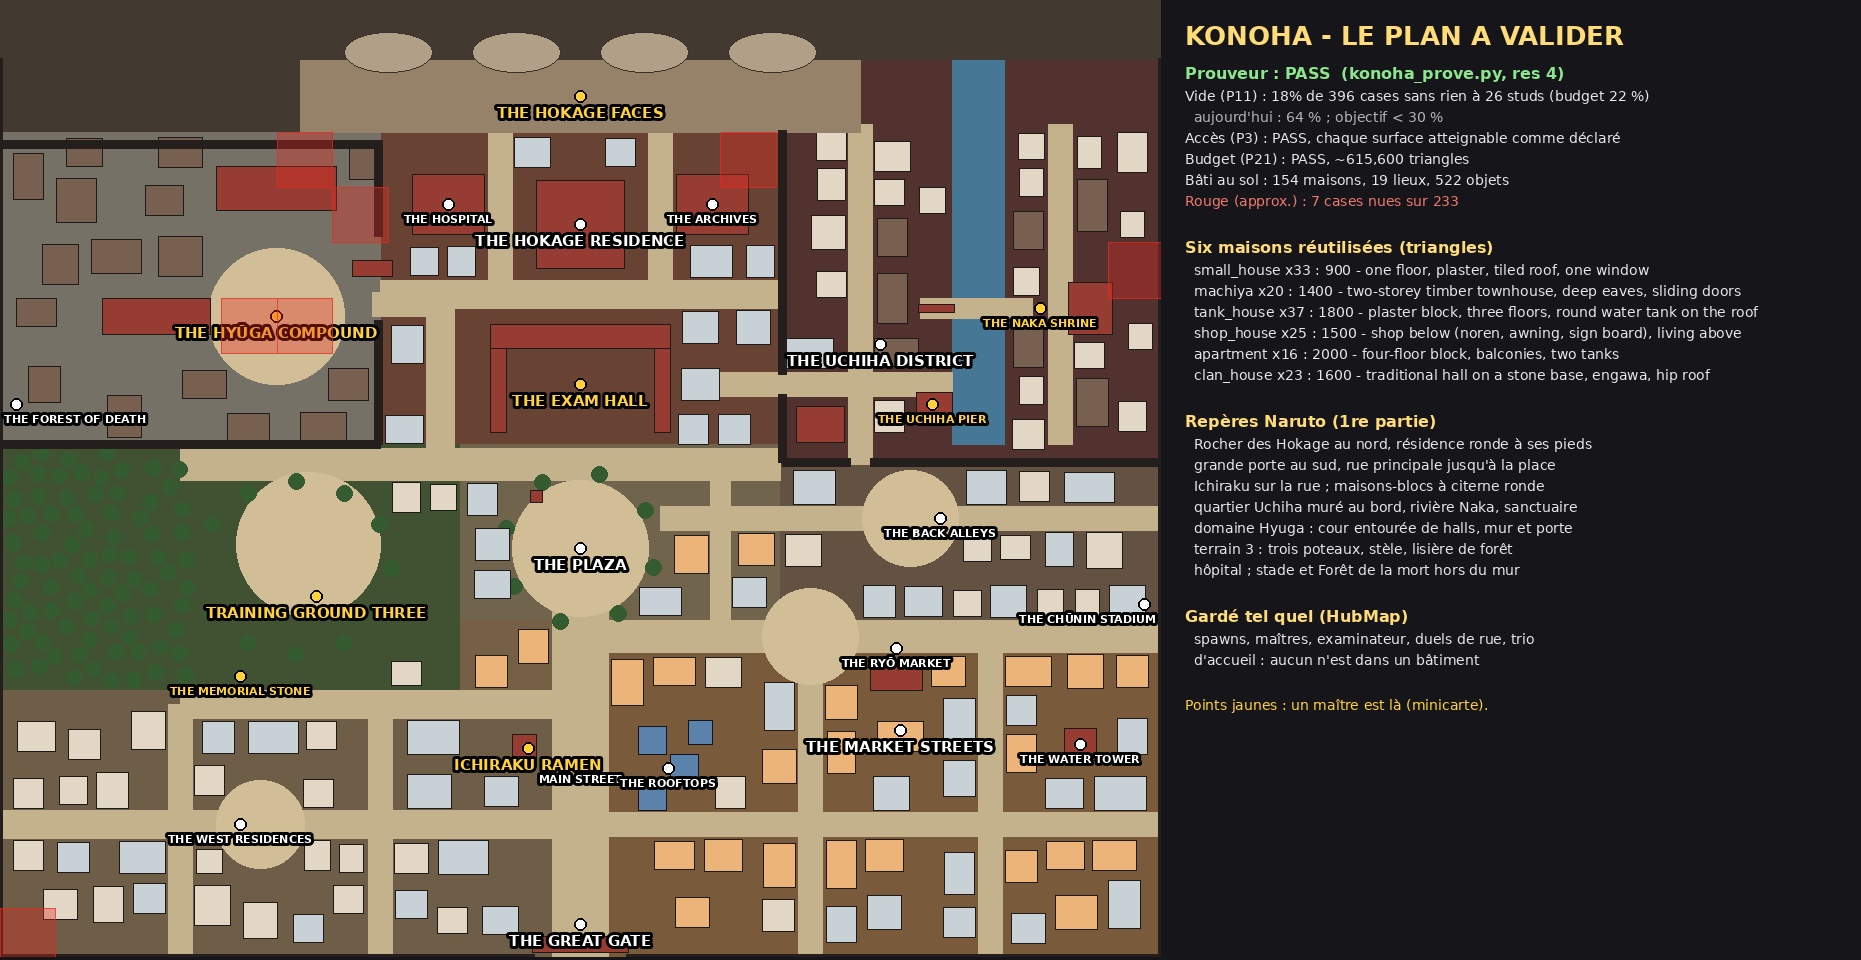 THE HOKAGE FACES
THE HOSPITAL
THE ARCHIVES
THE HOKAGE RESIDENCE
THE HYŪGA COMPOUND
THE NAKA SHRINE
THE UCHIHA DISTRICT
THE EXAM HALL
THE FOREST OF DEATH
THE UCHIHA PIER
THE BACK ALLEYS
THE PLAZA
TRAINING GROUND THREE
THE CHŪNIN STADIUM
THE RYŌ MARKET
THE MEMORIAL STONE
THE MARKET STREETS
THE WATER TOWER
ICHIRAKU RAMEN
MAIN STREET
THE ROOFTOPS
THE WEST RESIDENCES
THE GREAT GATE
KONOHA - LE PLAN A VALIDER
Prouveur : PASS (konoha_prove.py, res 4)
Vide (P11) : 18% de 396 cases sans rien à 26 studs (budget 22 %)
aujourd'hui : 64 % ; objectif < 30 %
Accès (P3) : PASS, chaque surface atteignable comme déclaré
Budget (P21) : PASS, ~615,600 triangles
Bâti au sol : 154 maisons, 19 lieux, 522 objets
Rouge (approx.) : 7 cases nues sur 233
Six maisons réutilisées (triangles)
small_house x33 : 900 - one floor, plaster, tiled roof, one window
machiya x20 : 1400 - two-storey timber townhouse, deep eaves, sliding doors
tank_house x37 : 1800 - plaster block, three floors, round water tank on the roof
shop_house x25 : 1500 - shop below (noren, awning, sign board), living above
apartment x16 : 2000 - four-floor block, balconies, two tanks
clan_house x23 : 1600 - traditional hall on a stone base, engawa, hip roof
Repères Naruto (1re partie)
Rocher des Hokage au nord, résidence ronde à ses pieds
grande porte au sud, rue principale jusqu'à la place
Ichiraku sur la rue ; maisons-blocs à citerne ronde
quartier Uchiha muré au bord, rivière Naka, sanctuaire
domaine Hyuga : cour entourée de halls, mur et porte
terrain 3 : trois poteaux, stèle, lisière de forêt
hôpital ; stade et Forêt de la mort hors du mur
Gardé tel quel (HubMap)
spawns, maîtres, examinateur, duels de rue, trio
d'accueil : aucun n'est dans un bâtiment
Points jaunes : un maître est là (minicarte).